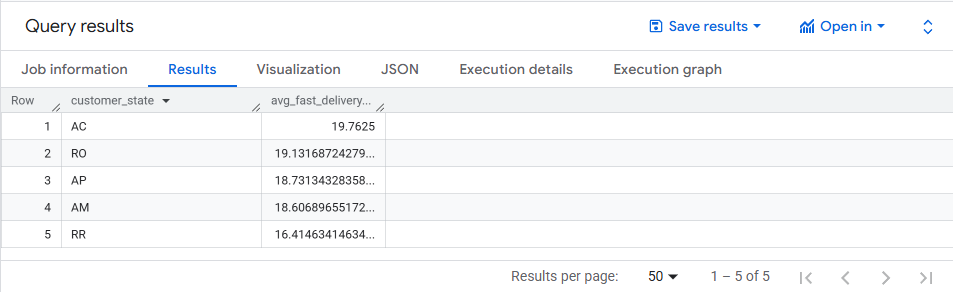 Query results Save results Open in
Job information Results Visualization JSON Execution details Execution graph
Row customer_state avg_fast_delivery...
1 AC 19.7625
2 RO 19.13168724279...
3 AP 18.73134328358...
4 AM 18.60689655172...
5 RR 16.41463414634...
Results per page: 50 1 – 5 of 5